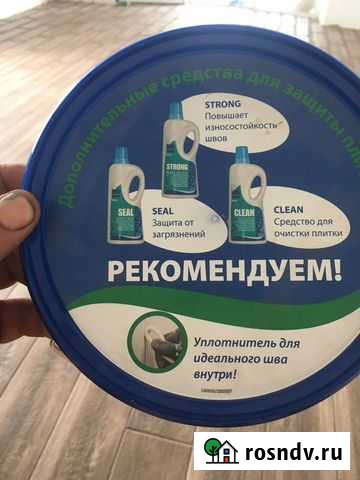 Дополнительные средства для защиты
STRONG
Повышает
износостойкость
швов
STRONG
SEAL
SEAL
Защита от
загрязнений
CLEAN
CLEAN
Средство для
очистки плитки
РЕКОМЕНДУЕМ!
Уплотнитель для
идеального шва
внутри!
rosndv.ru